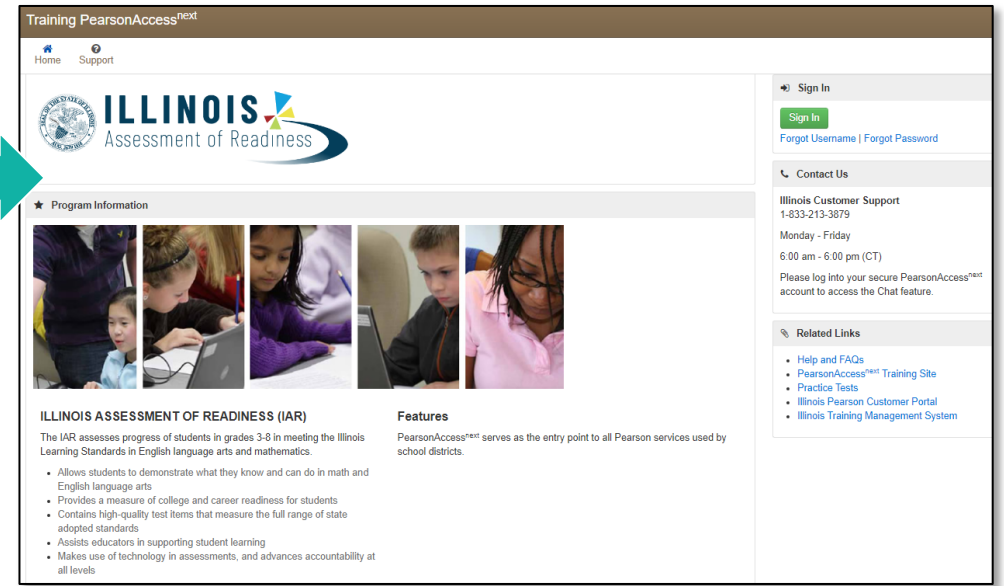 Training PearsonAccessnext
Home Support
ILLINOIS
Assessment of Readiness
Program Information
ILLINOIS ASSESSMENT OF READINESS (IAR)
The IAR assesses progress of students in grades 3-8 in meeting the Illinois
Learning Standards in English language arts and mathematics.
• Allows students to demonstrate what they know and can do in math and
English language arts
• Provides a measure of college and career readiness for students
• Contains high-quality test items that measure the full range of state
adopted standards
• Assists educators in supporting student learning
• Makes use of technology in assessments, and advances accountability at
all levels
Features
PearsonAccessnext serves as the entry point to all Pearson services used by
school districts.
Sign In
Sign In
Forgot Username | Forgot Password
Contact Us
Illinois Customer Support
1-833-213-3879
Monday - Friday
6:00 am - 6:00 pm (CT)
Please log into your secure PearsonAccessnext
account to access the Chat feature.
Related Links
• Help and FAQs
• PearsonAccessnext Training Site
• Practice Tests
• Illinois Pearson Customer Portal
• Illinois Training Management System